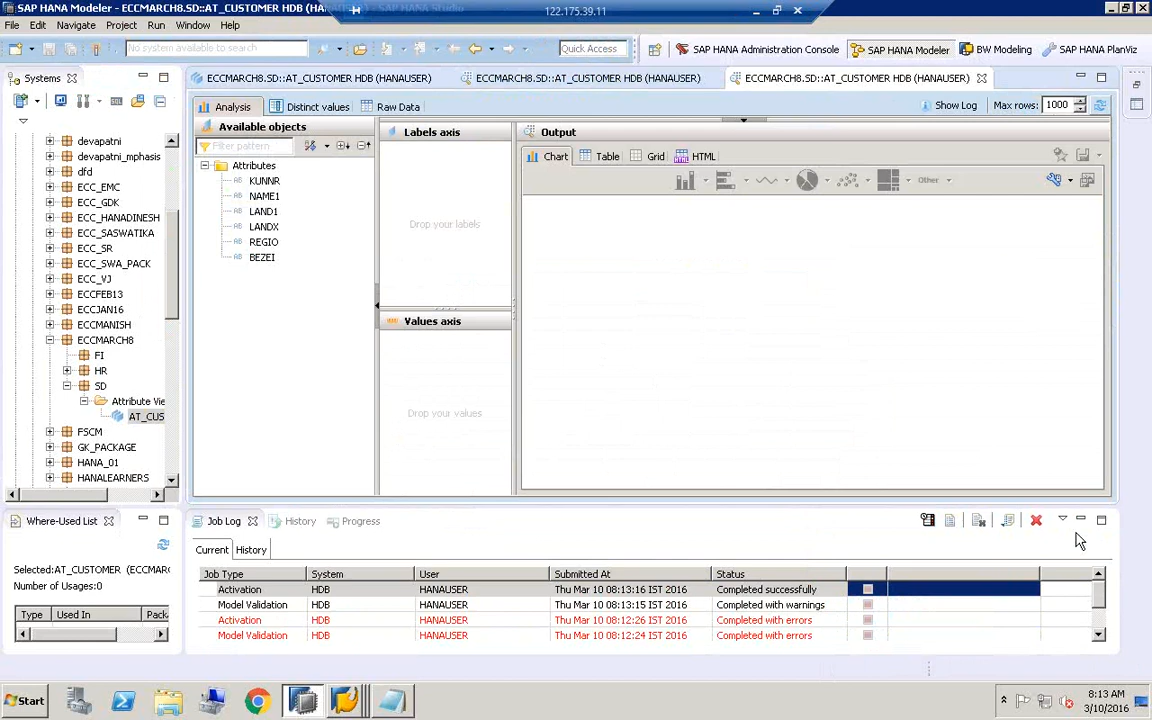 SAP HANA Modeler - ECCMARCH8.SD::AT_CUSTOMER HDB (HAN
122.175.39.11
File Edit Navigate Project Run Window Help
No system available to search
Quick Access
SAP HANA Administration Console
SAP HANA Modeler
BW Modeling
SAP HANA PlanViz
Systems
ECCMARCH8.SD::AT_CUSTOMER HDB (HANAUSER)
ECCMARCH8.SD::AT_CUSTOMER HDB (HANAUSER)
ECCMARCH8.SD::AT_CUSTOMER HDB (HANAUSER)
Analysis Distinct values Raw Data
Show Log Max rows: 1000
devapatni
devapatni_mphasis
dfd
ECC_EMC
ECC_GDK
ECC_HANADINESH
ECC_SASWATIKA
ECC_SR
ECC_SWA_PACK
ECC_VJ
ECCFEB13
ECCJAN16
ECCMANISH
ECCMARCH8
FI
HR
SD
Attribute Vie
AT_CUS
FSCM
GK_PACKAGE
HANA_01
HANALEARNERS
Available objects
Filter pattern
Attributes
KUNNR
NAME1
LAND1
LANDX
REGIO
BEZEI
Labels axis
Drop your labels
Values axis
Drop your values
Output
Chart Table Grid HTML
Other
Where-Used List
Selected:AT_CUSTOMER (ECCMAR
Number of Usages:0
Type Used In Pack
Job Log History Progress
Current History
Job Type System User Submitted At Status
Activation HDB HANAUSER Thu Mar 10 08:13:16 IST 2016 Completed successfully
Model Validation HDB HANAUSER Thu Mar 10 08:13:15 IST 2016 Completed with warnings
Activation HDB HANAUSER Thu Mar 10 08:12:26 IST 2016 Completed with errors
Model Validation HDB HANAUSER Thu Mar 10 08:12:24 IST 2016 Completed with errors
Start
8:13 AM
3/10/2016